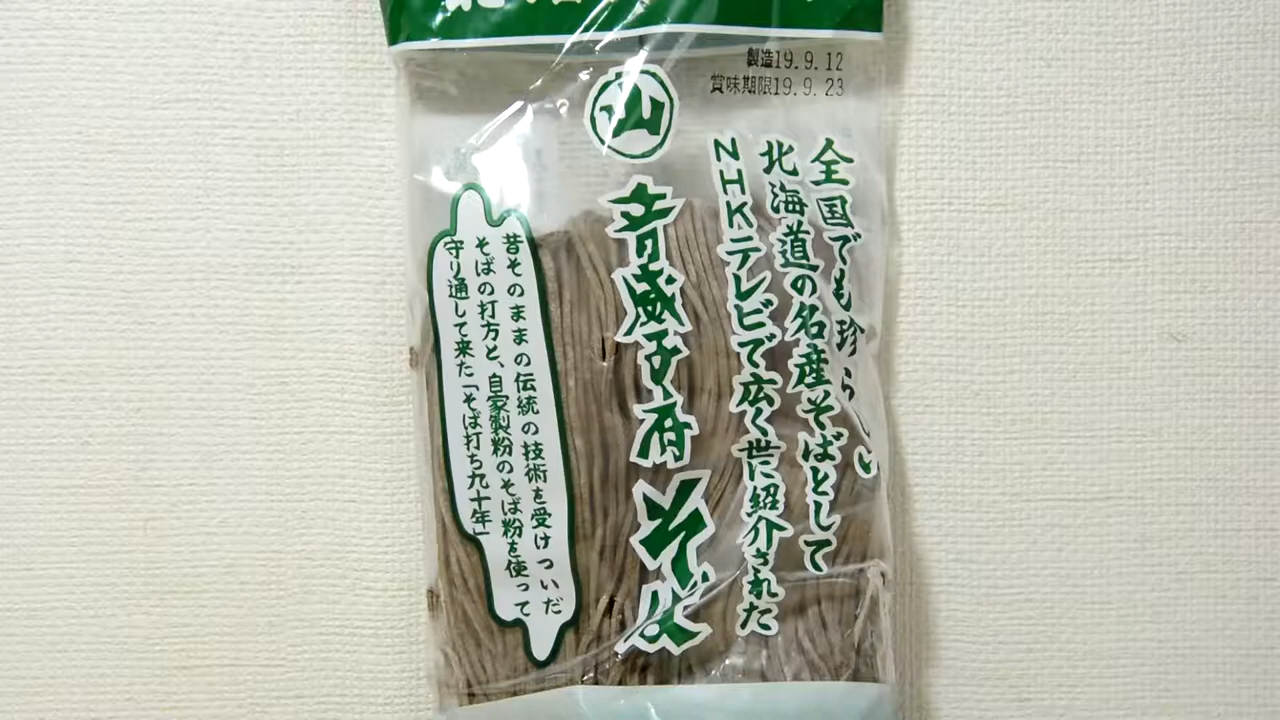 製造19.9.12
賞味期限19.9.23
山
全国でも珍らしい
北海道の名産そばとして
NHKテレビで広く世に紹介された
音威子府そば
昔そのままの伝統の技術を受けついだ
そばの打方と、自家製粉のそば粉を使って
守り通して来た「そば打ち九十年」